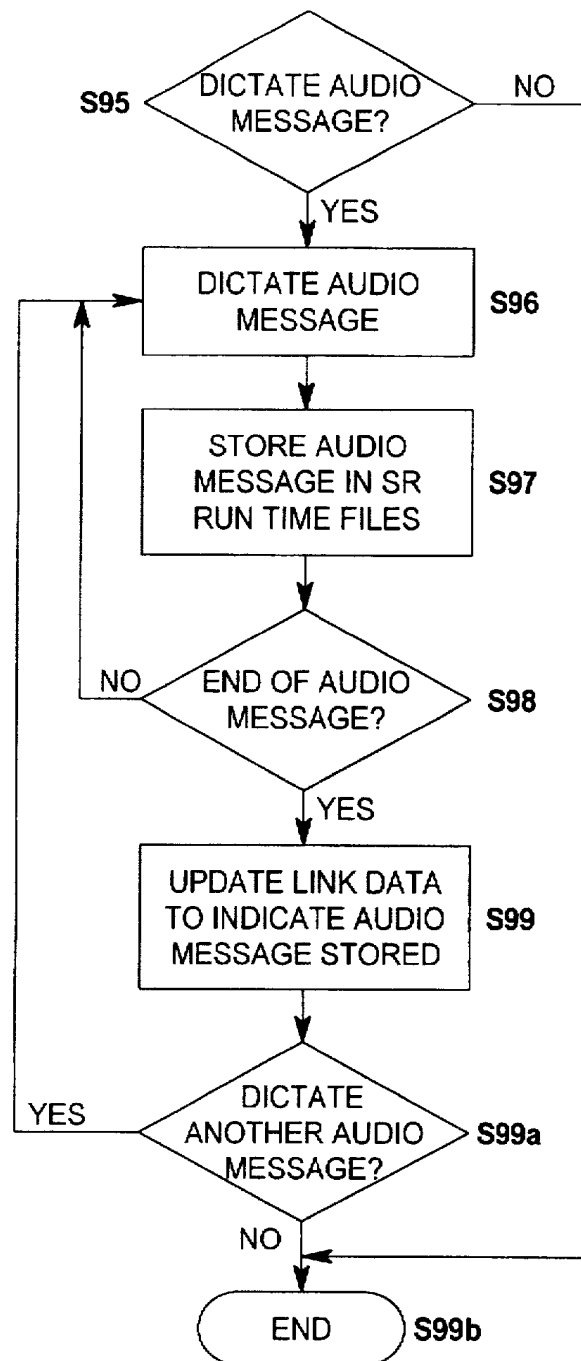 DICTATE AUDIO
MESSAGE?
S95
NO
YES
DICTATE AUDIO
MESSAGE
S96
STORE AUDIO
MESSAGE IN SR
RUN TIME FILES
S97
NO
END OF AUDIO
MESSAGE?
S98
YES
UPDATE LINK DATA
TO INDICATE AUDIO
MESSAGE STORED
S99
YES
DICTATE
ANOTHER AUDIO
MESSAGE?
S99a
NO
END
S99b